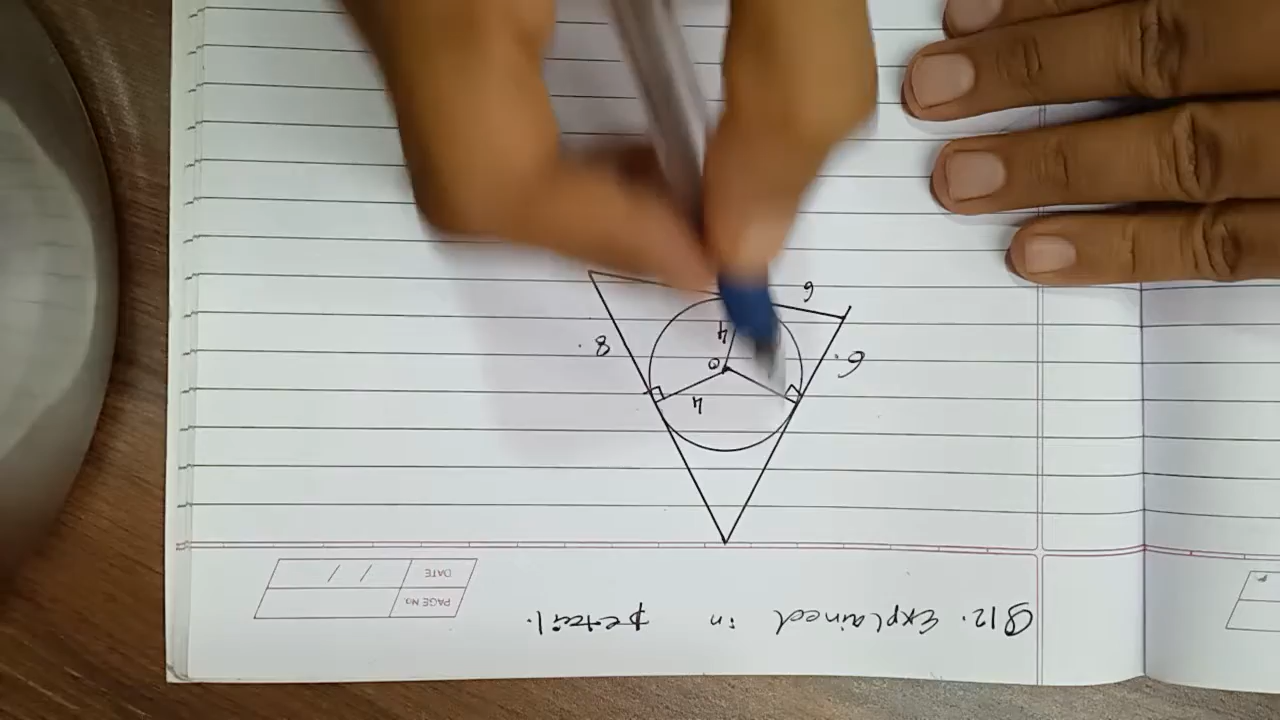 Q12. Explained in Detail.
PAGE No.
DATE / /
4
O
4
8
6
6